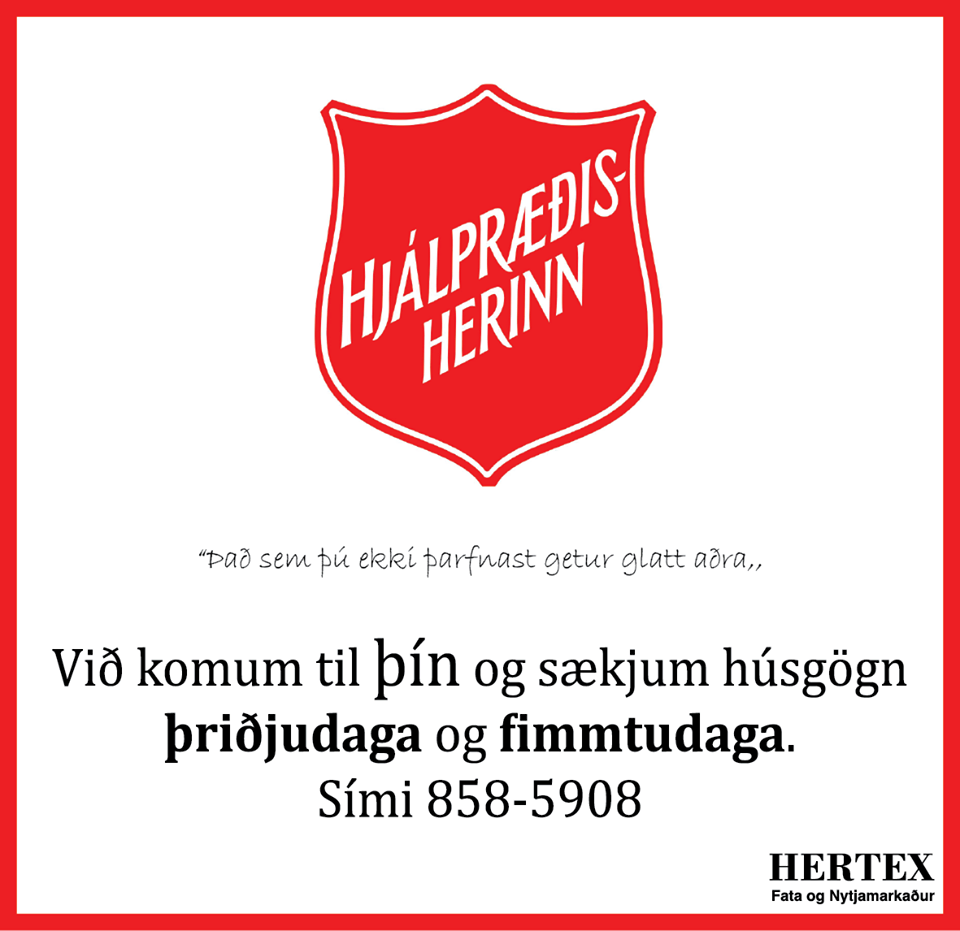 HJÁLPRÆÐIS-
HERINN
“Það sem þú ekki þarfnast getur glatt aðra,,
Við komum til þín og sækjum húsgögn
þriðjudaga og fimmtudaga.
Sími 858-5908
HERTEX
Fata og Nytjamarkaður